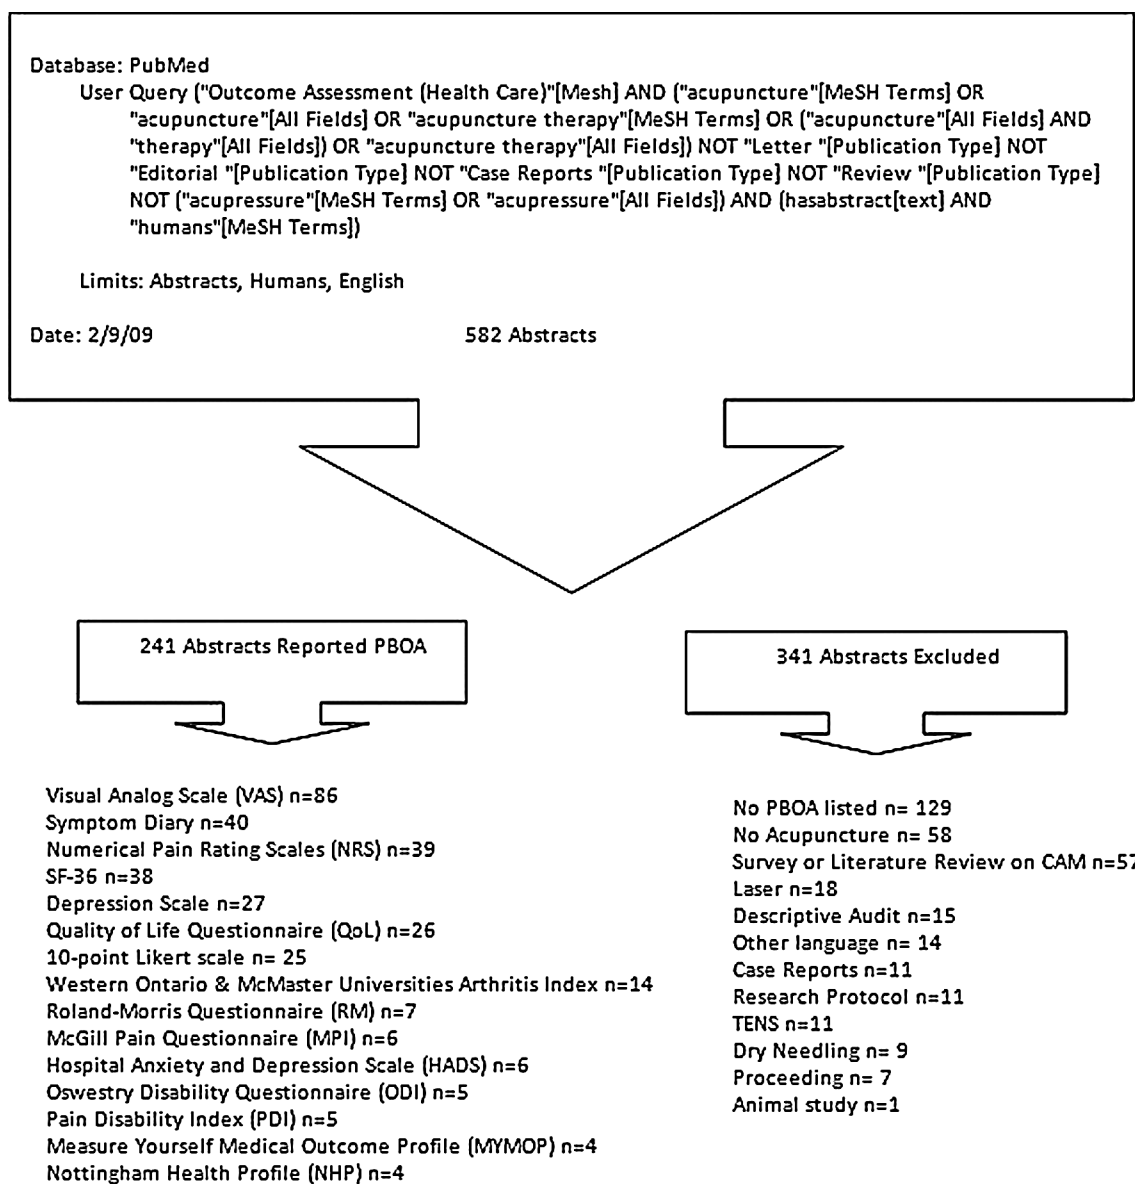 Database: PubMed
User Query ("Outcome Assessment (Health Care)"[Mesh] AND ("acupuncture"[MeSH Terms] OR
"acupuncture"[All Fields] OR "acupuncture therapy"[MeSH Terms] OR ("acupuncture"[All Fields] AND
"therapy"[All Fields]) OR "acupuncture therapy"[All Fields]) NOT "Letter "[Publication Type] NOT
"Editorial "[Publication Type] NOT "Case Reports "[Publication Type] NOT "Review "[Publication Type]
NOT ("acupressure"[MeSH Terms] OR "acupressure"[All Fields]) AND (hasabstract[text] AND
"humans"[MeSH Terms])
Limits: Abstracts, Humans, English
Date: 2/9/09 582 Abstracts
241 Abstracts Reported PBOA
Visual Analog Scale (VAS) n=86
Symptom Diary n=40
Numerical Pain Rating Scales (NRS) n=39
SF-36 n=38
Depression Scale n=27
Quality of Life Questionnaire (QoL) n=26
10-point Likert scale n= 25
Western Ontario & McMaster Universities Arthritis Index n=14
Roland-Morris Questionnaire (RM) n=7
McGill Pain Questionnaire (MPI) n=6
Hospital Anxiety and Depression Scale (HADS) n=6
Oswestry Disability Questionnaire (ODI) n=5
Pain Disability Index (PDI) n=5
Measure Yourself Medical Outcome Profile (MYMOP) n=4
Nottingham Health Profile (NHP) n=4
341 Abstracts Excluded
No PBOA listed n= 129
No Acupuncture n= 58
Survey or Literature Review on CAM n=57
Laser n=18
Descriptive Audit n=15
Other language n= 14
Case Reports n=11
Research Protocol n=11
TENS n=11
Dry Needling n= 9
Proceeding n= 7
Animal study n=1